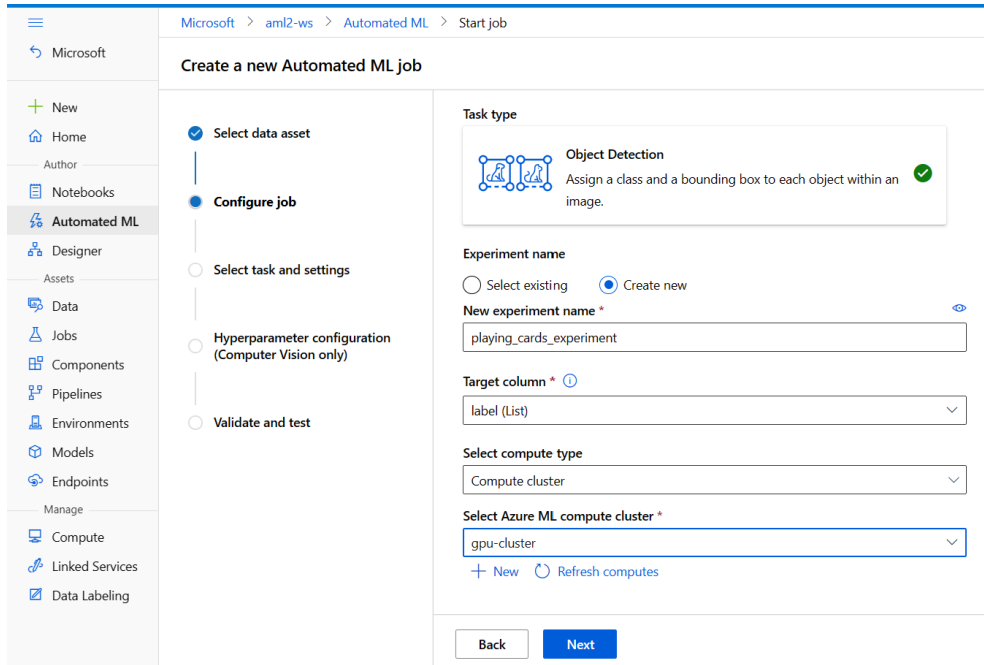 Microsoft > aml2-ws > Automated ML > Start job
Microsoft
New
Home
Author
Notebooks
Automated ML
Designer
Assets
Data
Jobs
Components
Pipelines
Environments
Models
Endpoints
Manage
Compute
Linked Services
Data Labeling
Create a new Automated ML job
Select data asset
Configure job
Select task and settings
Hyperparameter configuration
(Computer Vision only)
Validate and test
Task type
Object Detection
Assign a class and a bounding box to each object within an
image.
Experiment name
Select existing
Create new
New experiment name *
playing_cards_experiment
Target column *
label (List)
Select compute type
Compute cluster
Select Azure ML compute cluster *
gpu-cluster
New
Refresh computes
Back
Next